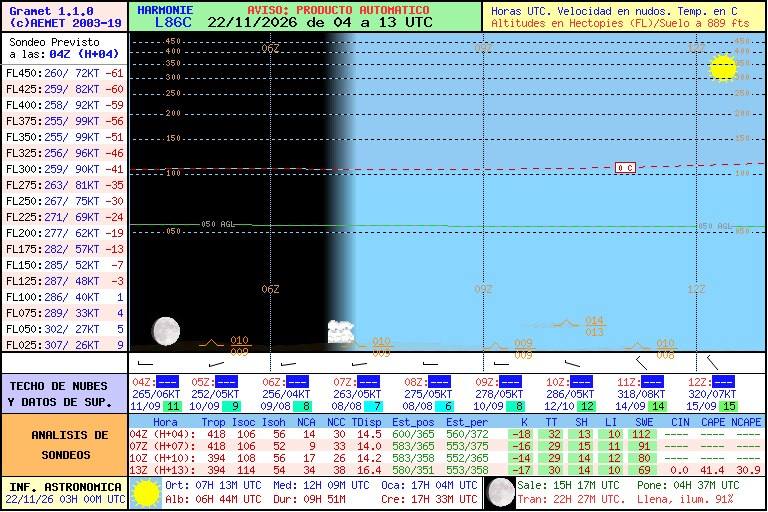 Gramet 1.1.0
(c)AEMET 2003-19
HARMONIE
L86C
AVISO: PRODUCTO AUTOMATICO
22/11/2026 de 04 a 13 UTC
Horas UTC. Velocidad en nudos. Temp. en C
Altitudes en Hectopies (FL)/Suelo a 889 fts
Sondeo Previsto
a las: 04Z (H+04)
FL450:260/ 72KT -61
FL425:259/ 82KT -60
FL400:258/ 92KT -59
FL375:255/ 99KT -56
FL350:255/ 99KT -51
FL325:256/ 96KT -46
FL300:259/ 90KT -41
FL275:263/ 81KT -35
FL250:267/ 75KT -30
FL225:271/ 69KT -24
FL200:277/ 62KT -19
FL175:282/ 57KT -13
FL150:285/ 52KT -7
FL125:287/ 48KT -3
FL100:286/ 40KT 1
FL075:289/ 33KT 4
FL050:302/ 27KT 5
FL025:307/ 26KT 9
06Z 09Z 12Z
450 450
400 400
350 350
300 300
250 250
200 200
150 150
0 C
100 100
050 AGL 050 AGL
050 050
06Z 09Z 12Z
010 009
010 009
009 009
014 013
010 008
TECHO DE NUBES
Y DATOS DE SUP.
04Z:--- 05Z:--- 06Z:--- 07Z:--- 08Z:--- 09Z:--- 10Z:--- 11Z:--- 12Z:---
265/06KT 252/05KT 256/04KT 263/05KT 275/05KT 278/05KT 286/05KT 318/08KT 320/07KT
11/09 11 10/09 9 09/08 8 08/08 7 08/08 6 10/09 8 12/10 12 14/09 14 15/09 15
ANALISIS DE
SONDEOS
Hora Trop Isoc Isoh NCA NCC TDisp Est_pos Est_per K TT SH LI SWE CIN CAPE NCAPE
04Z (H+04): 418 106 56 14 30 14.5 600/365 560/372 -18 32 13 10 112 ---- ---- ----
07Z (H+07): 418 106 52 9 33 14.0 583/365 553/365 -16 29 15 11 91 ---- ---- ----
10Z (H+10): 394 108 56 17 26 14.2 583/358 552/365 -14 29 14 12 80 ---- ---- ----
13Z (H+13): 394 114 54 34 38 16.4 580/351 553/358 -17 30 14 10 69 0.0 41.4 30.9
INF. ASTRONOMICA
22/11/26 03H 00M UTC
Ort: 07H 13M UTC Med: 12H 09M UTC Oca: 17H 04M UTC
Alb: 06H 44M UTC Dur: 09H 51M Cre: 17H 33M UTC
Sale: 15H 17M UTC Pone: 04H 37M UTC
Tran: 22H 27M UTC. Llena, ilum. 91%